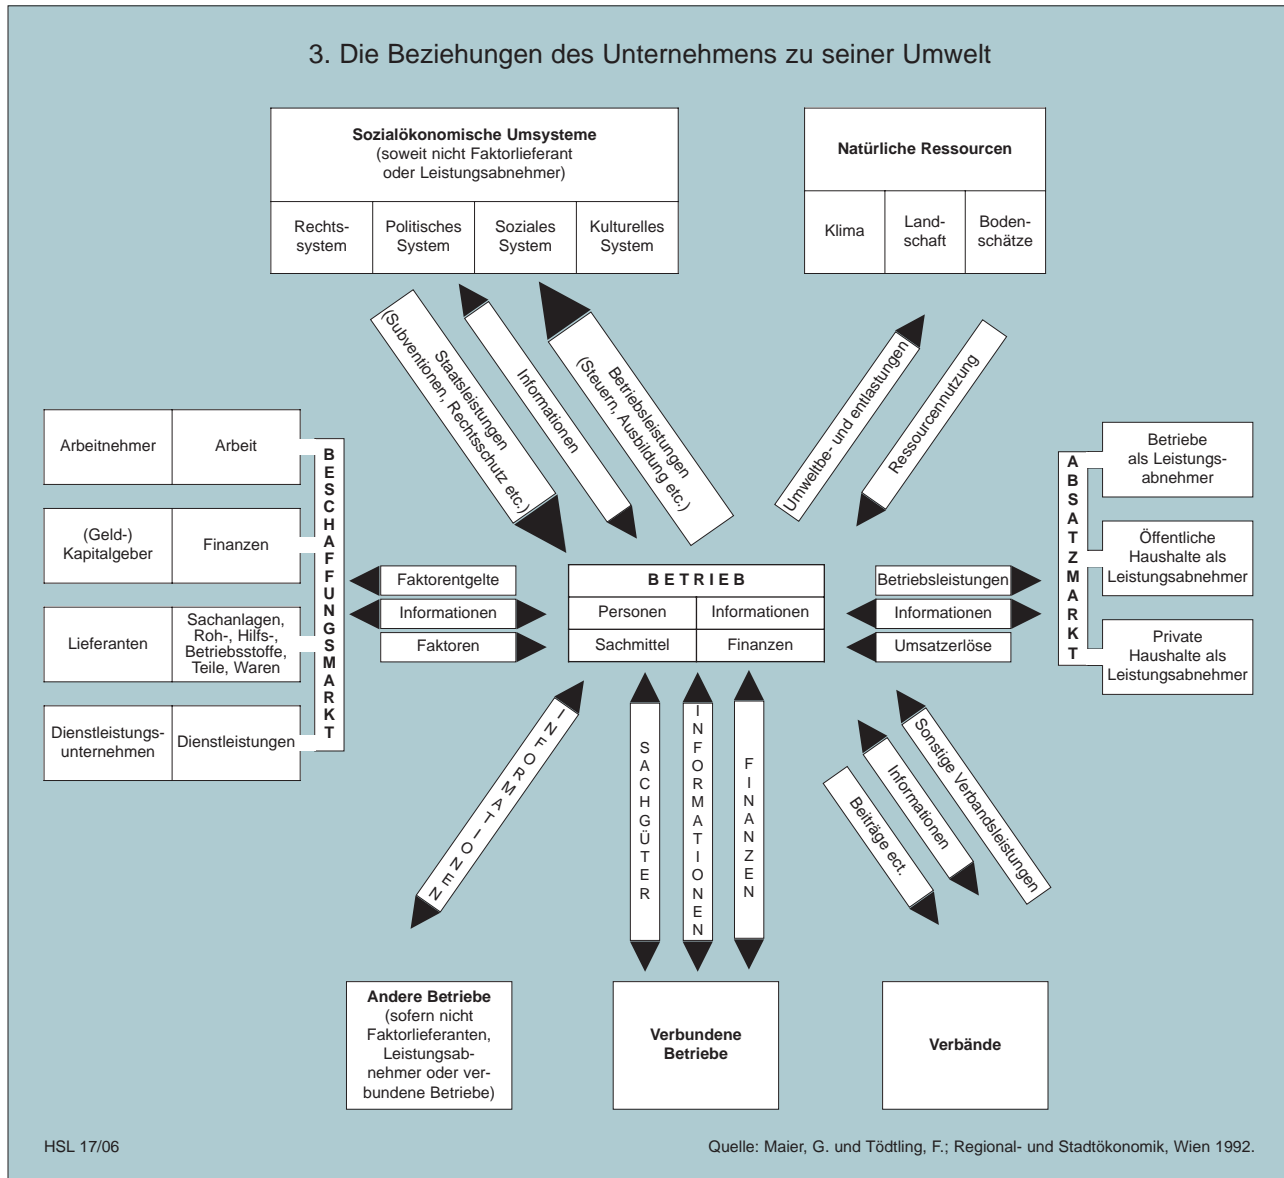 3. Die Beziehungen des Unternehmens zu seiner Umwelt
Sozialökonomische Umsysteme
(soweit nicht Faktorlieferant
oder Leistungsabnehmer)
Rechts-
system
Politisches
System
Soziales
System
Kulturelles
System
Natürliche Ressourcen
Klima
Land-
schaft
Boden-
schätze
Staatsleistungen
(Subventionen, Rechtsschutz etc.)
Informationen
Betriebsleistungen
(Steuern, Ausbildung etc.)
Umweltbe- und entlastungen
Ressourcennutzung
Arbeitnehmer
Arbeit
(Geld-)
Kapitalgeber
Finanzen
Lieferanten
Sachanlagen,
Roh-, Hilfs-,
Betriebsstoffe,
Teile, Waren
Dienstleistungs-
unternehmen
Dienstleistungen
BESCHAFFUNGSMARKT
Faktorentgelte
Informationen
Faktoren
BETRIEB
Personen
Informationen
Sachmittel
Finanzen
Betriebsleistungen
Informationen
Umsatzerlöse
ABSATZMARKT
Betriebe
als Leistungs-
abnehmer
Öffentliche
Haushalte als
Leistungsabnehmer
Private
Haushalte als
Leistungsabnehmer
INFORMATIONEN
SACHGÜTER
INFORMATIONEN
FINANZEN
Beiträge ect.
Informationen
Sonstige Verbandsleistungen
Andere Betriebe
(sofern nicht
Faktorlieferanten,
Leistungsab-
nehmer oder ver-
bundene Betriebe)
Verbundene
Betriebe
Verbände
HSL 17/06
Quelle: Maier, G. und Tödtling, F.; Regional- und Stadtökonomik, Wien 1992.